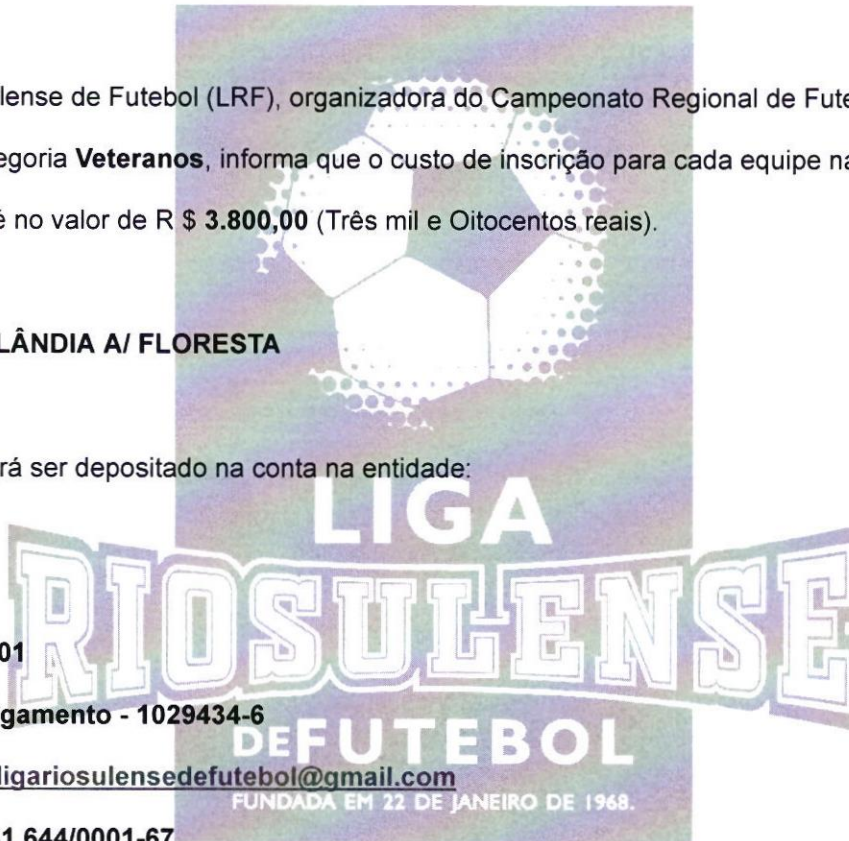 lense de Futebol (LRF), organizadora do Campeonato Regional de Fute
egoria Veteranos, informa que o custo de inscrição para cada equipe na
é no valor de R $ 3.800,00 (Três mil e Oitocentos reais).
LÂNDIA A/ FLORESTA
rá ser depositado na conta na entidade:
LIGA
RIOSULENSE
01
gamento - 1029434-6
DE FUTEBOL
ligariosulensedefutebol@gmail.com
FUNDADA EM 22 DE JANEIRO DE 1968.
1.644/0001-67